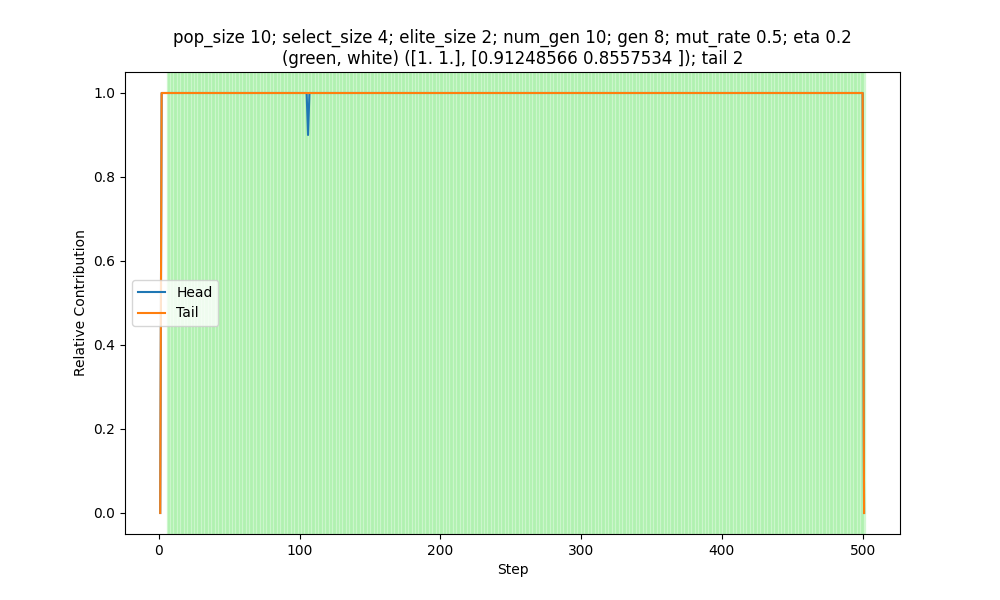 pop_size 10; select_size 4; elite_size 2; num_gen 10; gen 8; mut_rate 0.5; eta 0.2
(green, white) ([1. 1.], [0.91248566 0.8557534 ]); tail 2
1.0
0.8
0.6
0.4
0.2
0.0
Relative Contribution
Head
Tail
0 100 200 300 400 500
Step